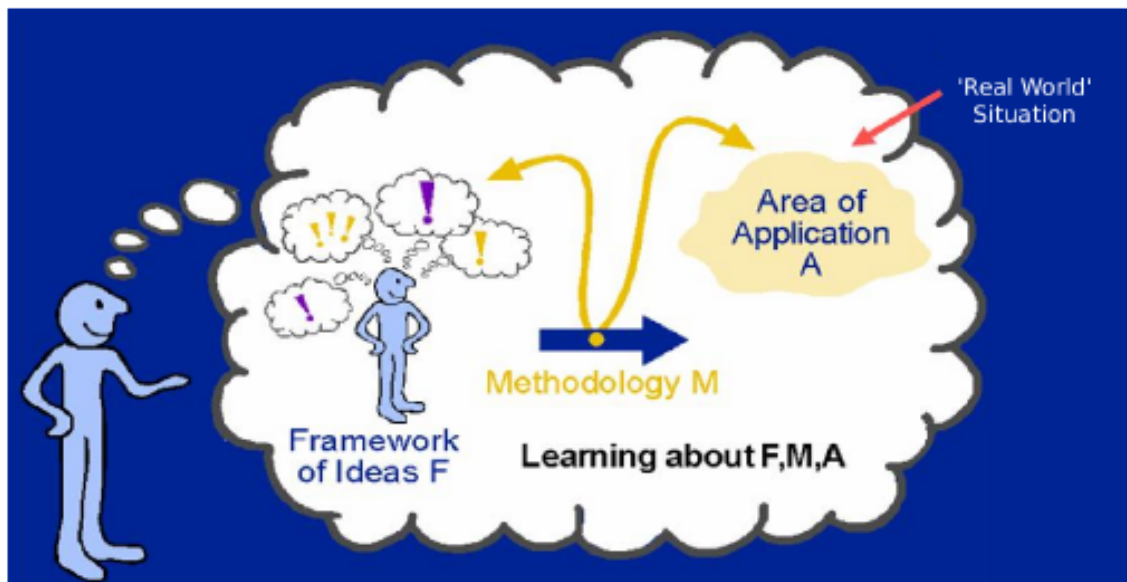 'Real World'
Situation
Area of
Application
A
Methodology M
Framework
of Ideas F
Learning about F,M,A